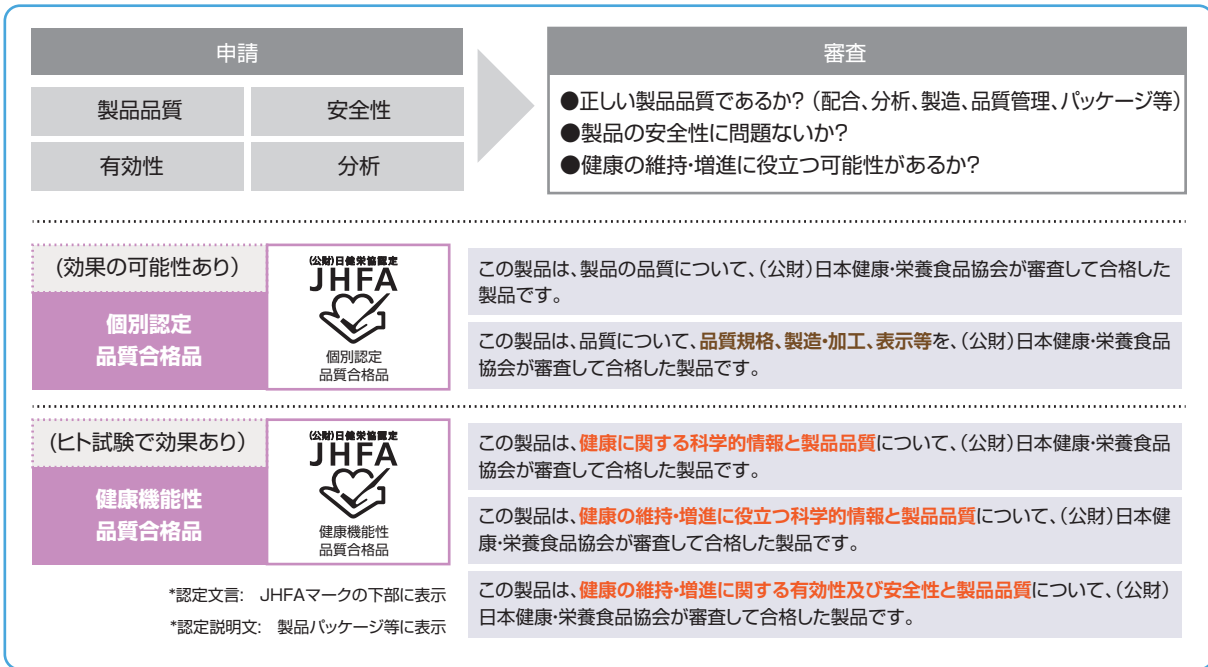 申請
製品品質
安全性
有効性
分析
審査
●正しい製品品質であるか?(配合、分析、製造、品質管理、パッケージ等)
●製品の安全性に問題ないか?
●健康の維持・増進に役立つ可能性があるか?
(効果の可能性あり)
個別認定
品質合格品
(公財)日健栄協認定
JHFA
個別認定
品質合格品
この製品は、製品の品質について、(公財)日本健康・栄養食品協会が審査して合格した
製品です。
この製品は、品質について、品質規格、製造・加工、表示等を、(公財)日本健康・栄養食品
協会が審査して合格した製品です。
(ヒト試験で効果あり)
健康機能性
品質合格品
(公財)日健栄協認定
JHFA
健康機能性
品質合格品
この製品は、健康に関する科学的情報と製品品質について、(公財)日本健康・栄養食品
協会が審査して合格した製品です。
この製品は、健康の維持・増進に役立つ科学的情報と製品品質について、(公財)日本健
康・栄養食品協会が審査して合格した製品です。
この製品は、健康の維持・増進に関する有効性及び安全性と製品品質について、(公財)
日本健康・栄養食品協会が審査して合格した製品です。
*認定文言: JHFAマークの下部に表示
*認定説明文: 製品パッケージ等に表示